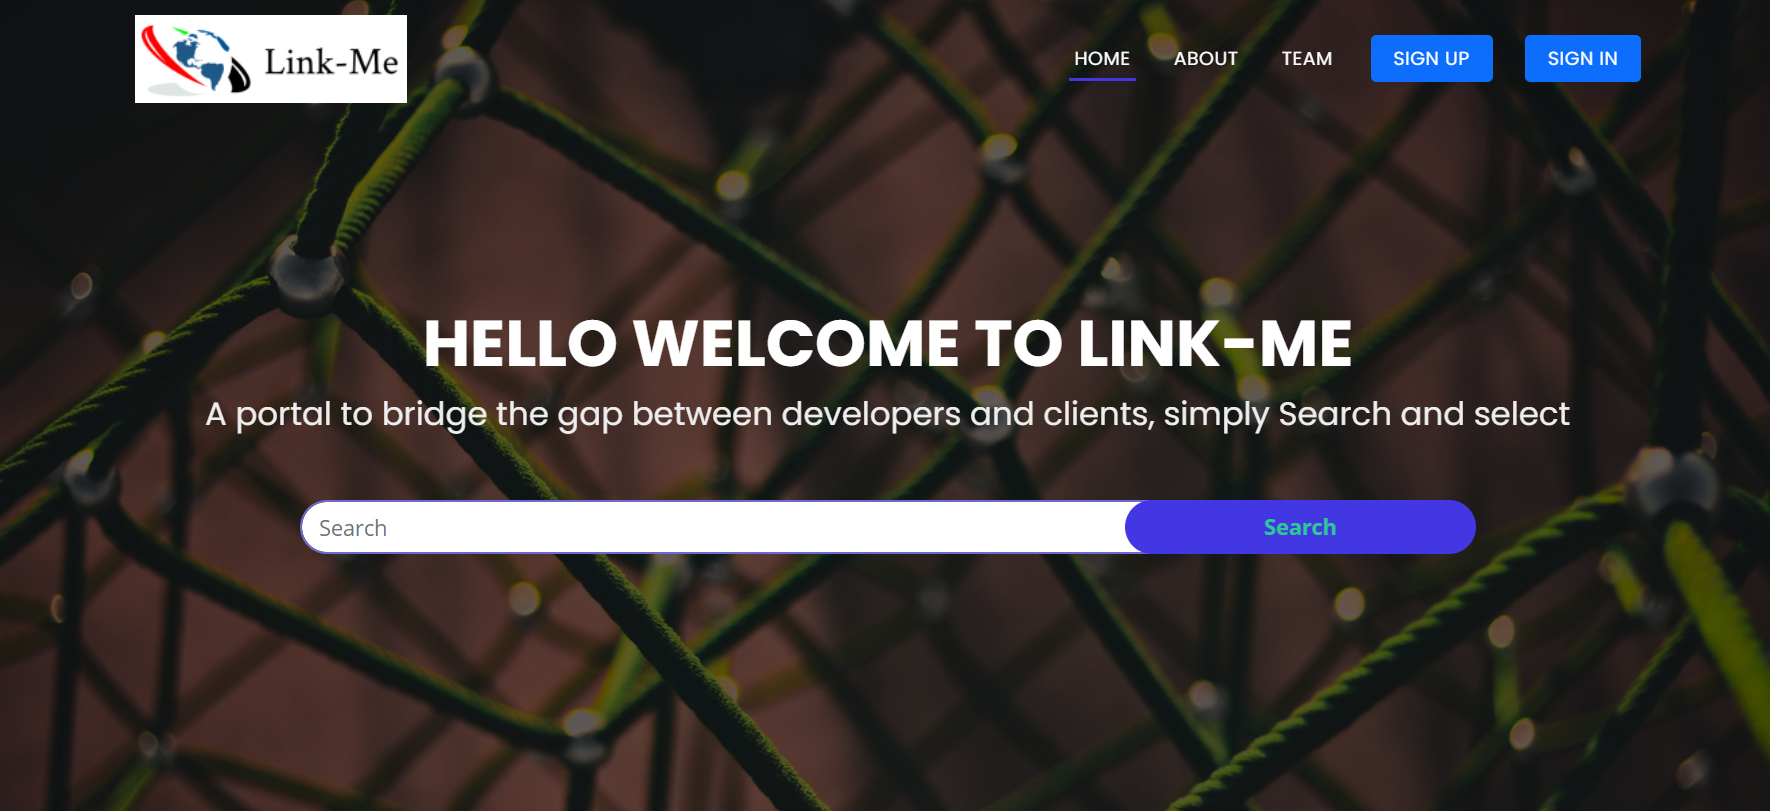 Link-Me
HOME ABOUT TEAM SIGN UP SIGN IN
HELLO WELCOME TO LINK-ME
A portal to bridge the gap between developers and clients, simply Search and select
Search Search